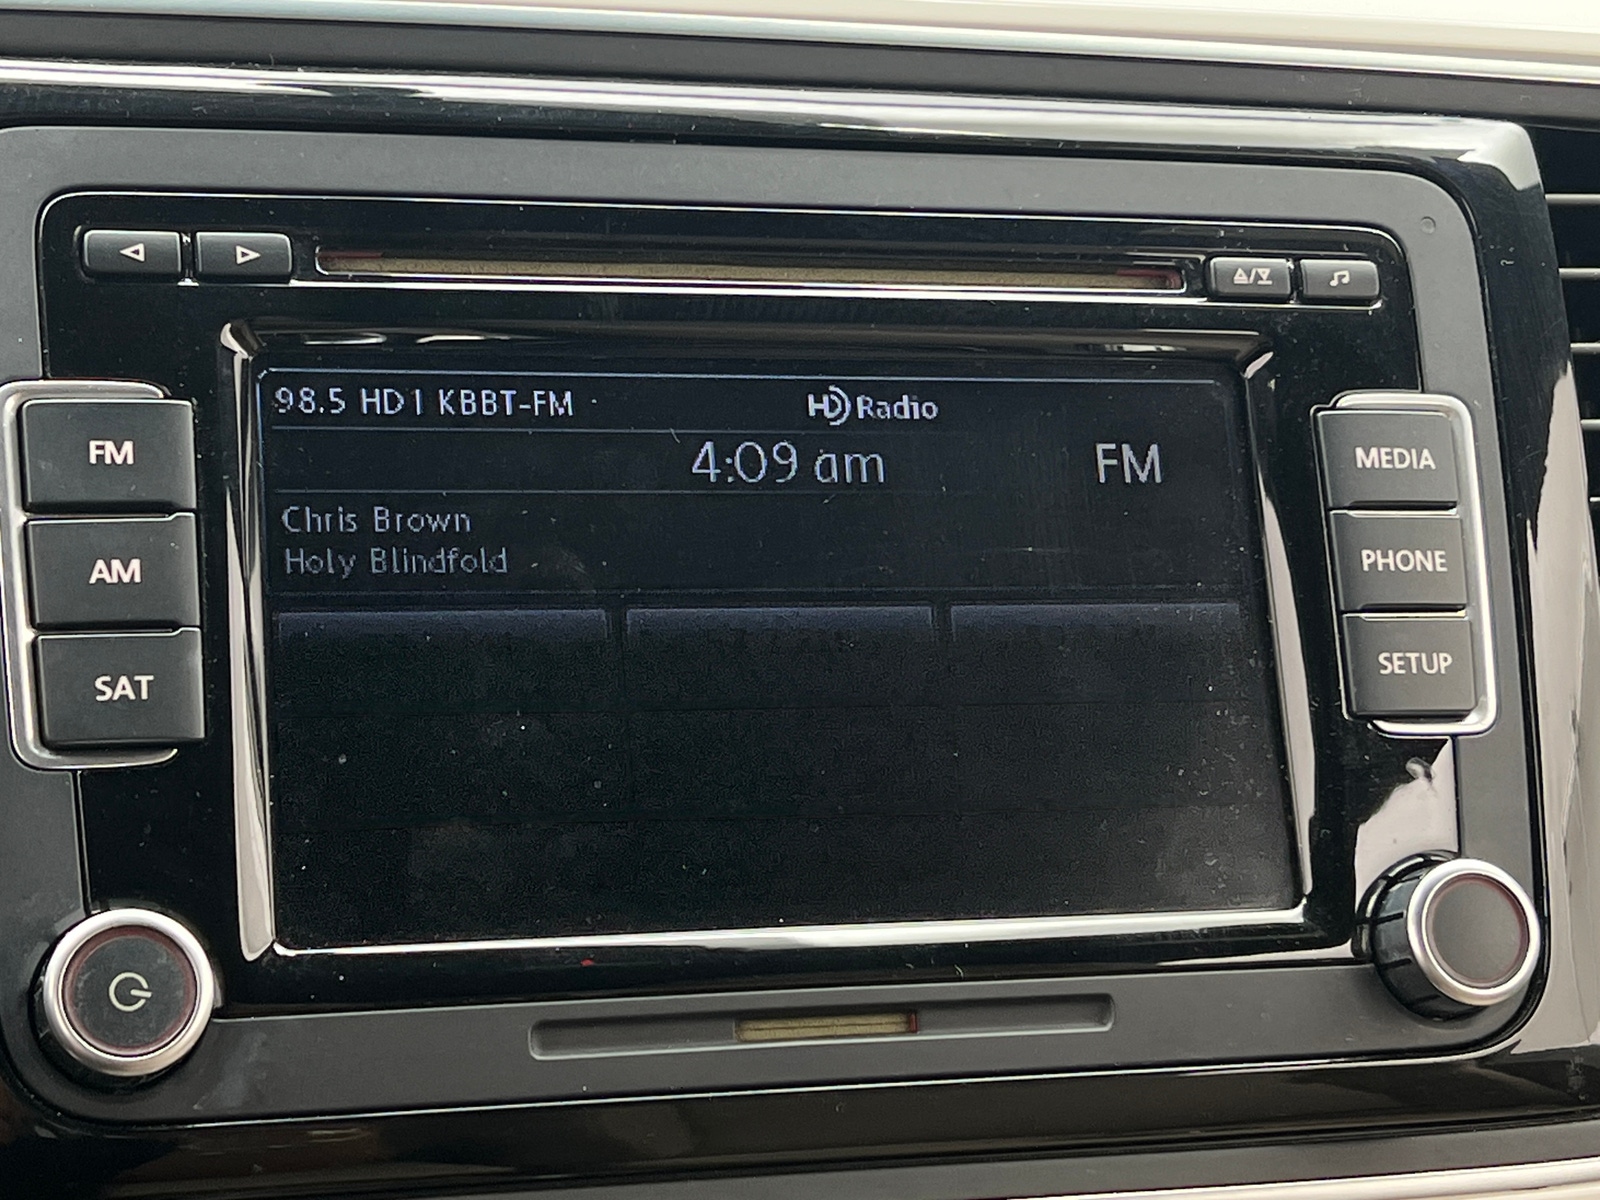 98.5 HD1 KBBT-FM
HD Radio
4:09 am
FM
Chris Brown
Holy Blindfold
FM
AM
SAT
MEDIA
PHONE
SETUP